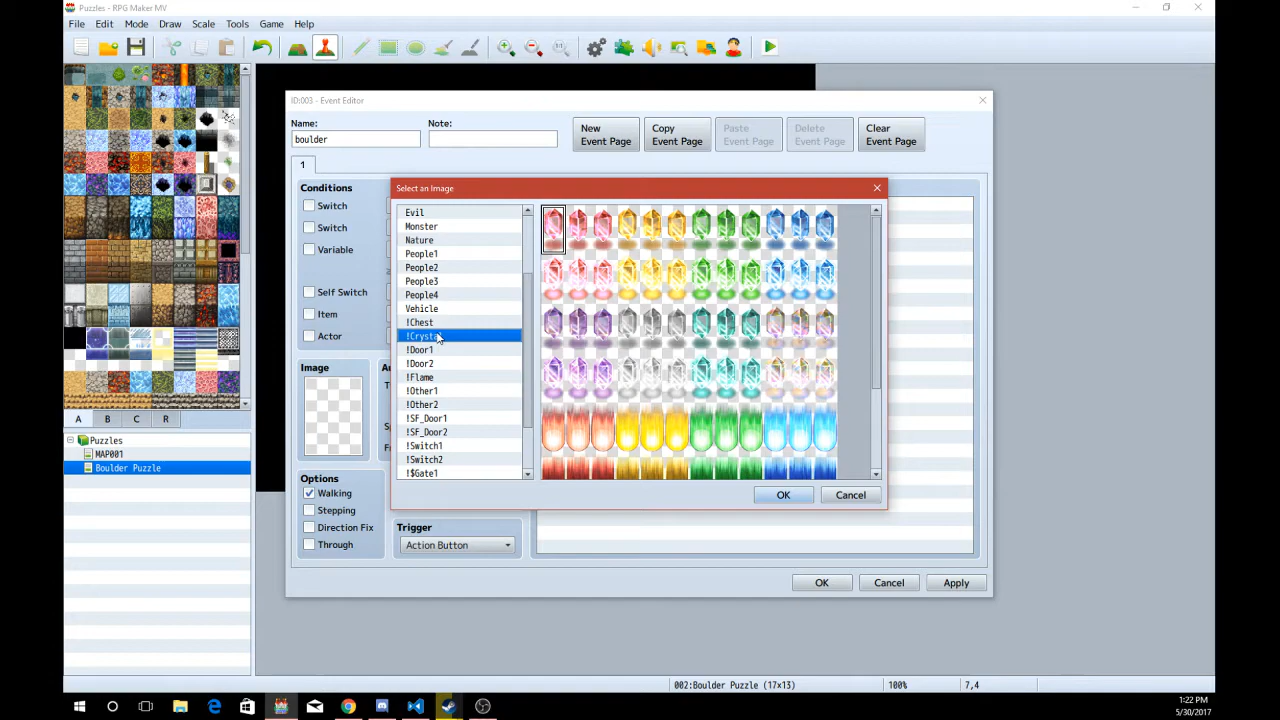 Puzzles - RPG Maker MV
File Edit Mode Draw Scale Tools Game Help
ID:003 - Event Editor
Name: Note:
boulder
New Event Page
Copy Event Page
Paste Event Page
Delete Event Page
Clear Event Page
1
Conditions
Switch
Switch
Variable
Self Switch
Item
Actor
Image
Options
Walking
Stepping
Direction Fix
Through
Trigger
Action Button
OK Cancel Apply
Select an Image
Evil
Monster
Nature
People1
People2
People3
People4
Vehicle
!Chest
!Crystal
!Door1
!Door2
!Flame
!Other1
!Other2
!SF_Door1
!SF_Door2
!Switch1
!Switch2
!$Gate1
OK Cancel
A B C R
Puzzles
MAP001
Boulder Puzzle
002:Boulder Puzzle (17x13) 100% 7,4
1:22 PM
5/30/2017